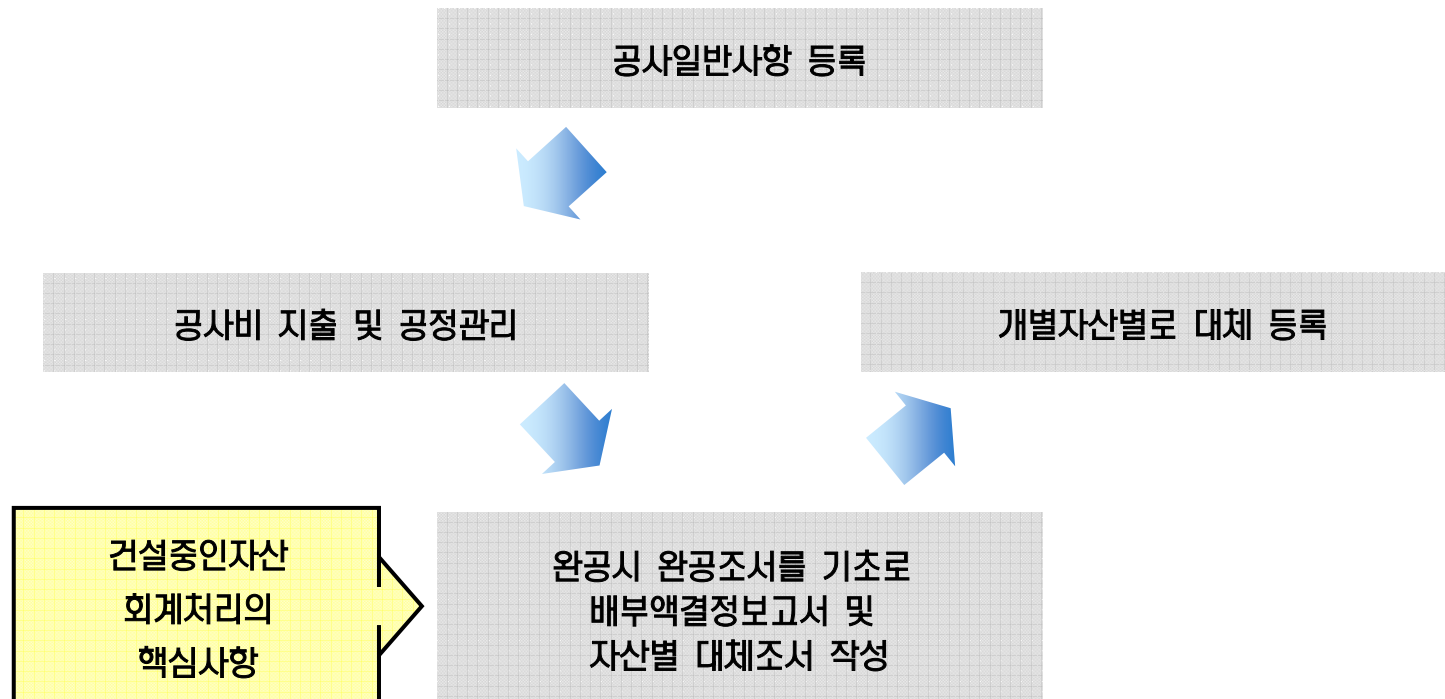 공사일반사항 등록
공사비 지출 및 공정관리
개별자산별로 대체 등록
건설중인자산
회계처리의
핵심사항
완공시 완공조서를 기초로
배부액결정보고서 및
자산별 대체조서 작성